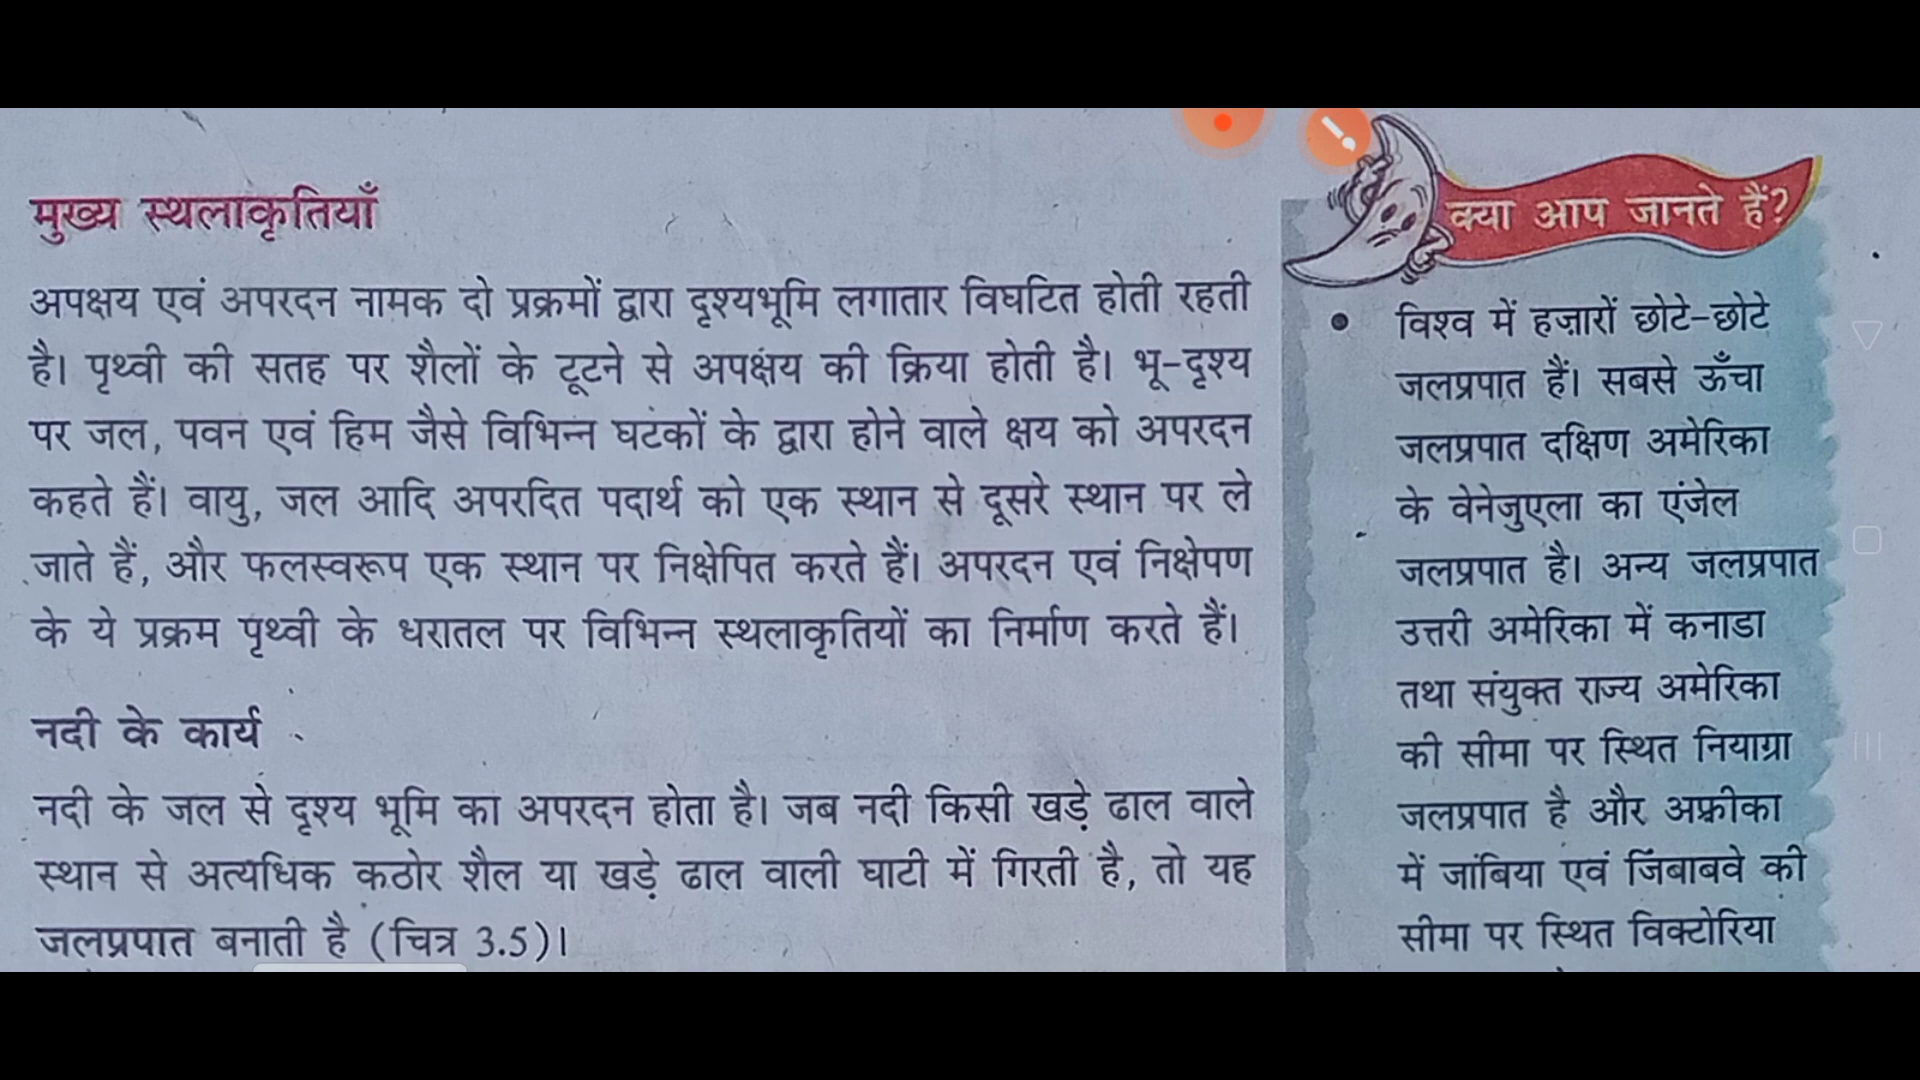 मुख्य स्थलाकृतियाँ
अपक्षय एवं अपरदन नामक दो प्रक्रमों द्वारा दृश्यभूमि लगातार विघटित होती रहती
है। पृथ्वी की सतह पर शैलों के टूटने से अपक्षय की क्रिया होती है। भू-दृश्य
पर जल, पवन एवं हिम जैसे विभिन्न घटकों के द्वारा होने वाले क्षय को अपरदन
कहते हैं। वायु, जल आदि अपरदित पदार्थ को एक स्थान से दूसरे स्थान पर ले
जाते हैं, और फलस्वरूप एक स्थान पर निक्षेपित करते हैं। अपरदन एवं निक्षेपण
के ये प्रक्रम पृथ्वी के धरातल पर विभिन्न स्थलाकृतियों का निर्माण करते हैं।
नदी के कार्य
नदी के जल से दृश्य भूमि का अपरदन होता है। जब नदी किसी खड़े ढाल वाले
स्थान से अत्यधिक कठोर शैल या खड़े ढाल वाली घाटी में गिरती है, तो यह
जलप्रपात बनाती है (चित्र 3.5)।
क्या आप जानते हैं?
• विश्व में हज़ारों छोटे-छोटे
जलप्रपात हैं। सबसे ऊँचा
जलप्रपात दक्षिण अमेरिका
के वेनेजुएला का एंजेल
जलप्रपात है। अन्य जलप्रपात
उत्तरी अमेरिका में कनाडा
तथा संयुक्त राज्य अमेरिका
की सीमा पर स्थित नियाग्रा
जलप्रपात है और अफ़्रीका
में जांबिया एवं जिंबाबवे की
सीमा पर स्थित विक्टोरिया